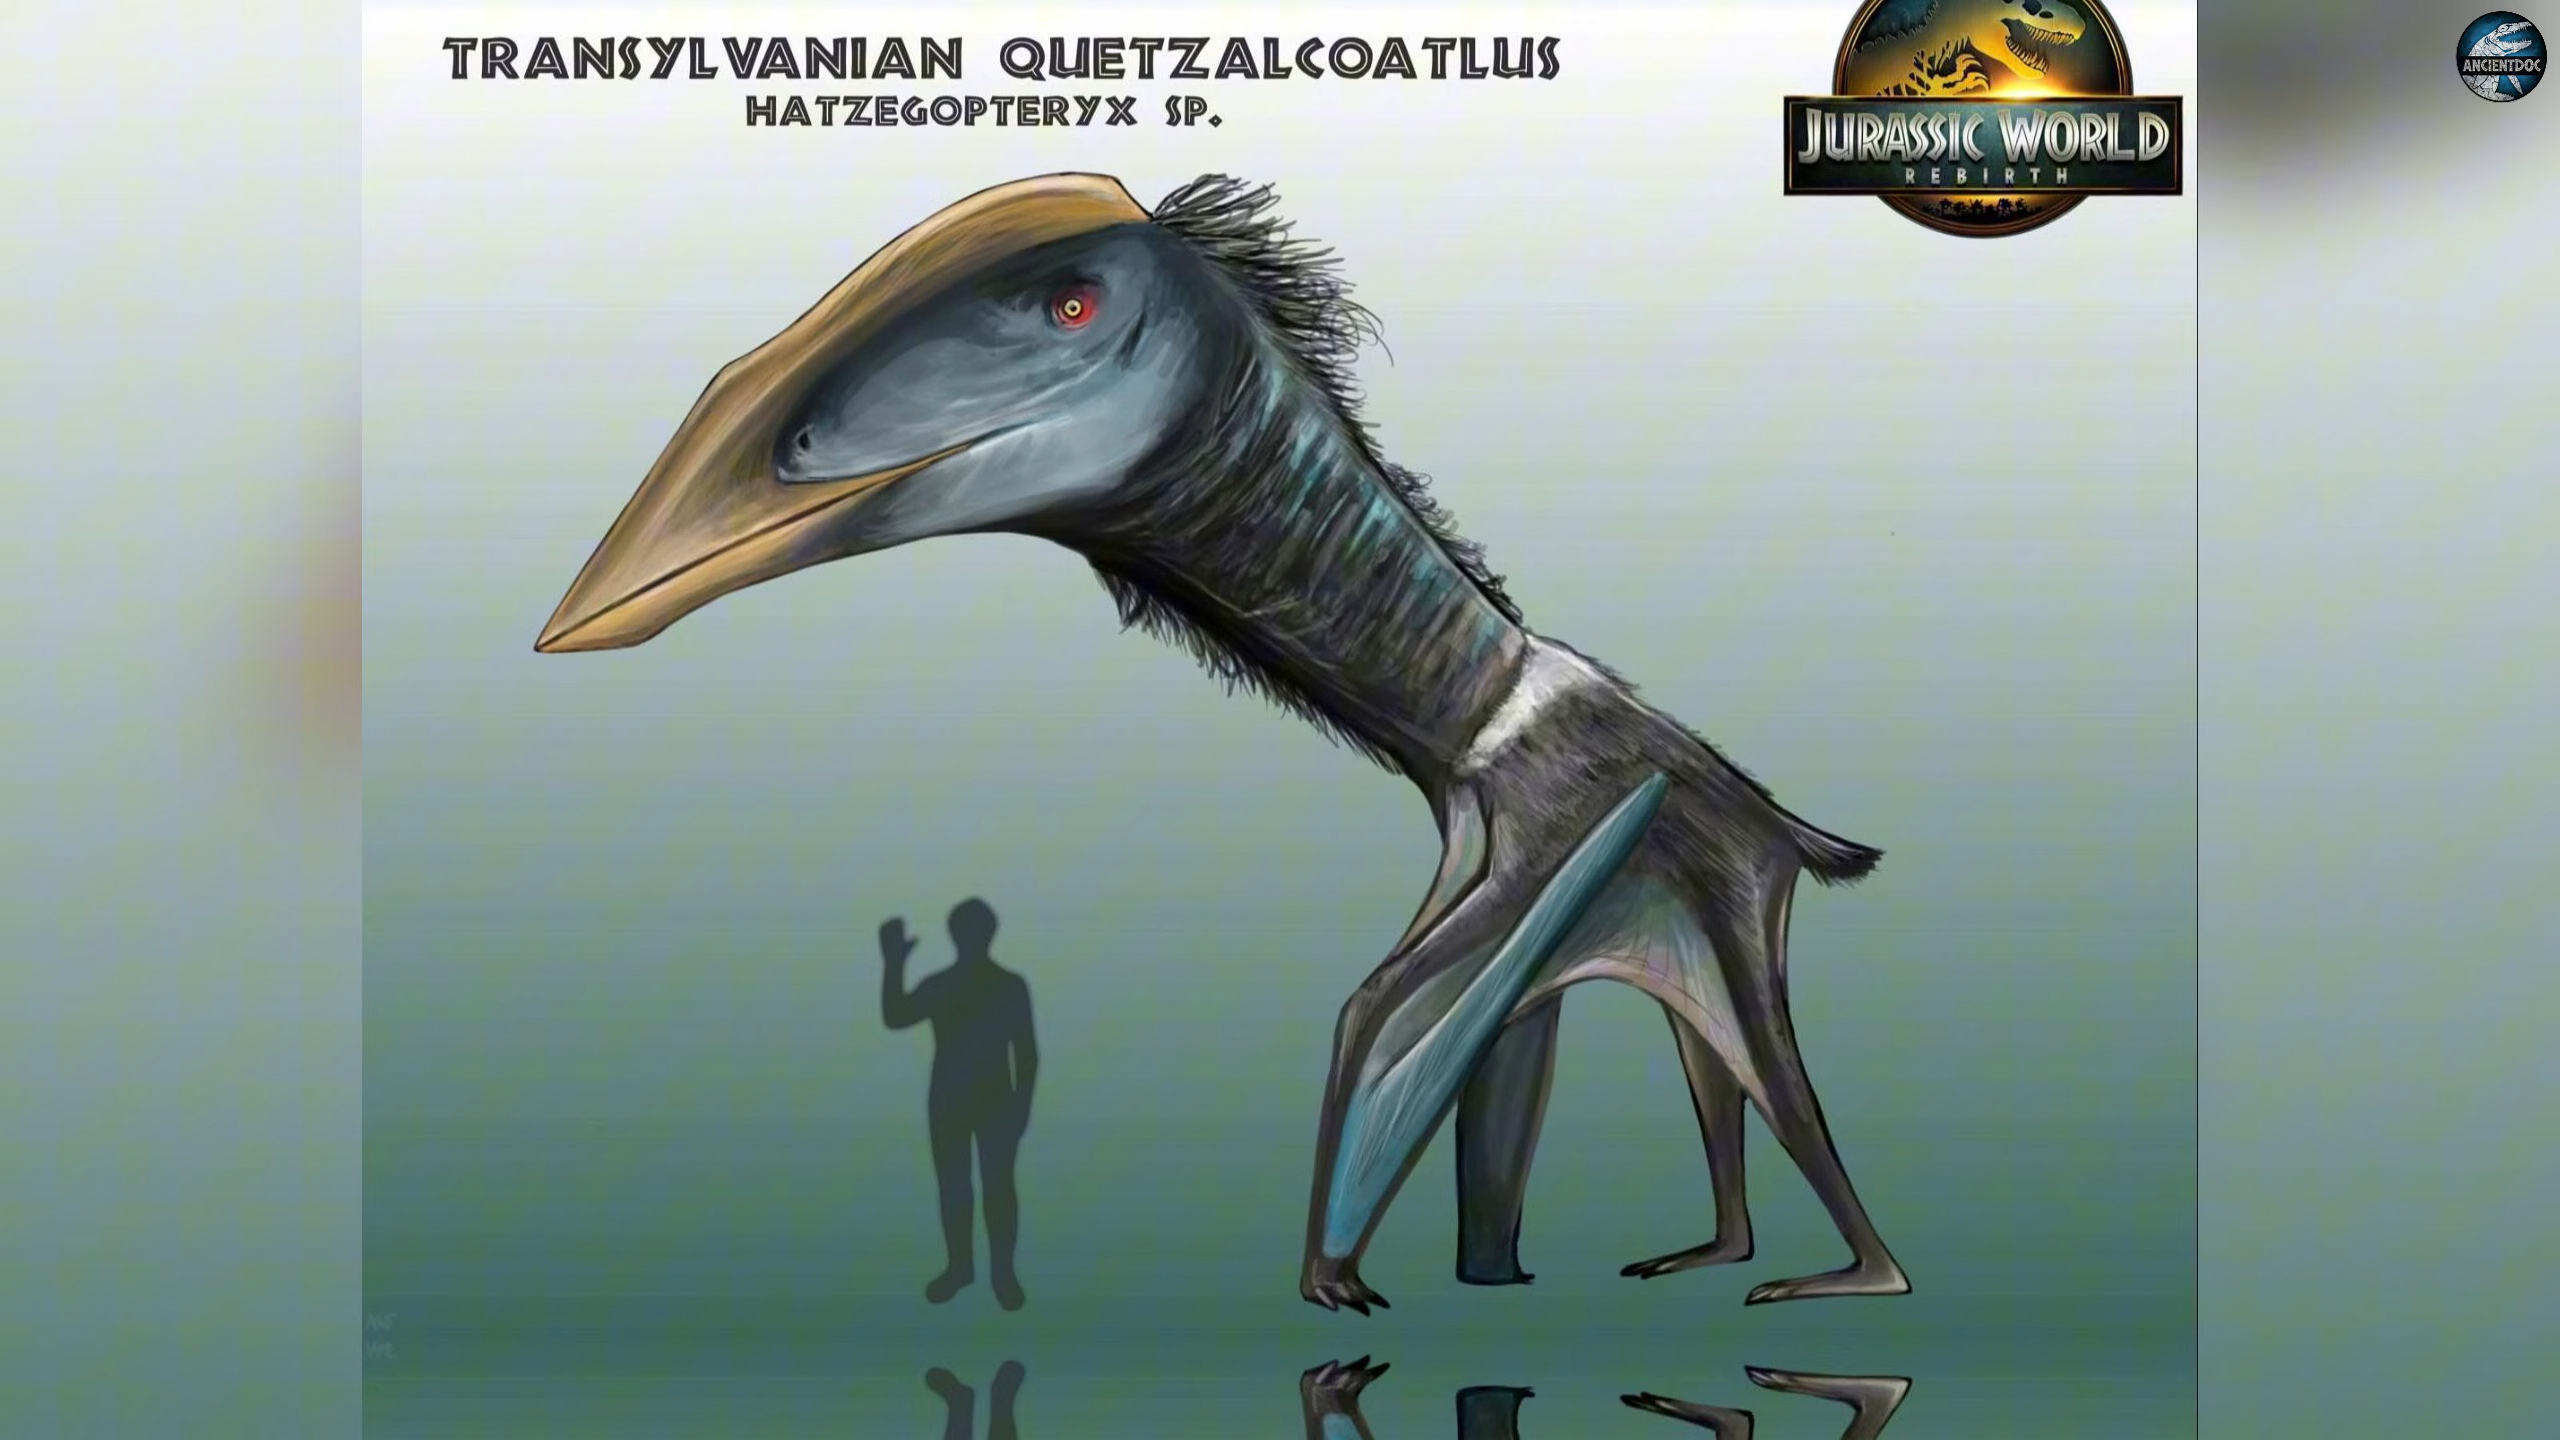 TRANSYLVANIAN QUETZALCOATLUS
HATZEGOPTERYX SP.
JURASSIC WORLD
REBIRTH
ANCIENTDOC